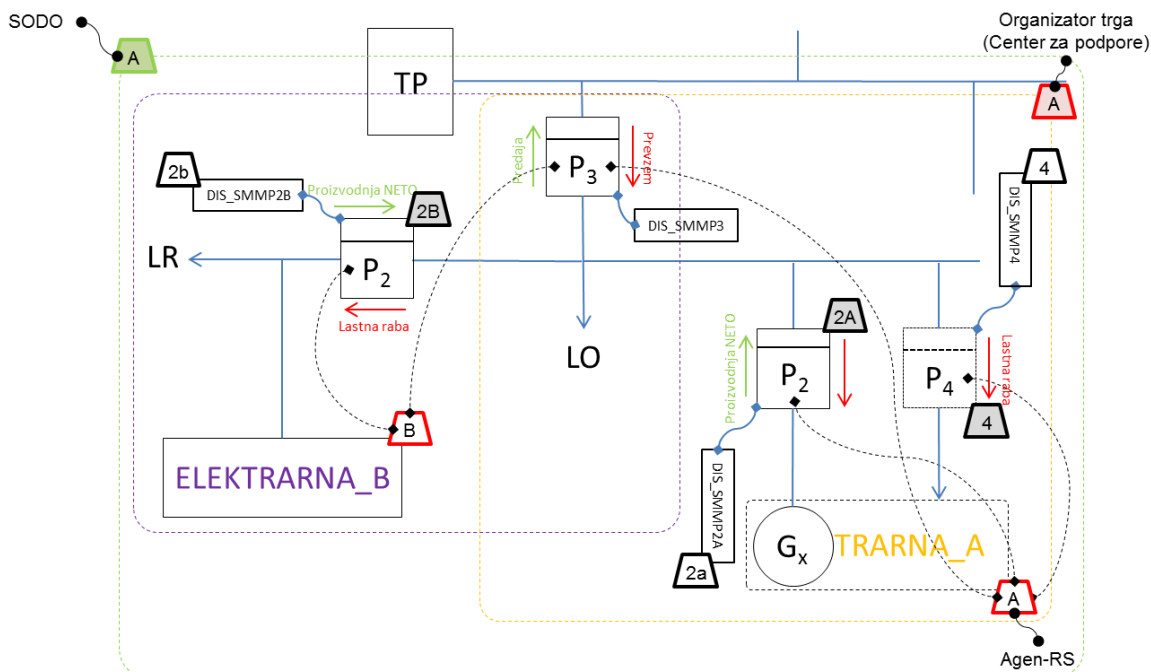 SODO
A
Organizator trga
(Center za podpore)
A
TP
Predaja
P3
Prevzem
DIS_SMMP3
2b
DIS_SMMP2B
Proizvodnja NETO
2B
P2
LR
Lastna raba
4
DIS_SMMP4
LO
Proizvodnja NETO
2A
P2
P4
Lastna raba
4
B
ELEKTRARNA_B
DIS_SMMP2A
2a
Gx
TRARNA_A
A
Agen-RS